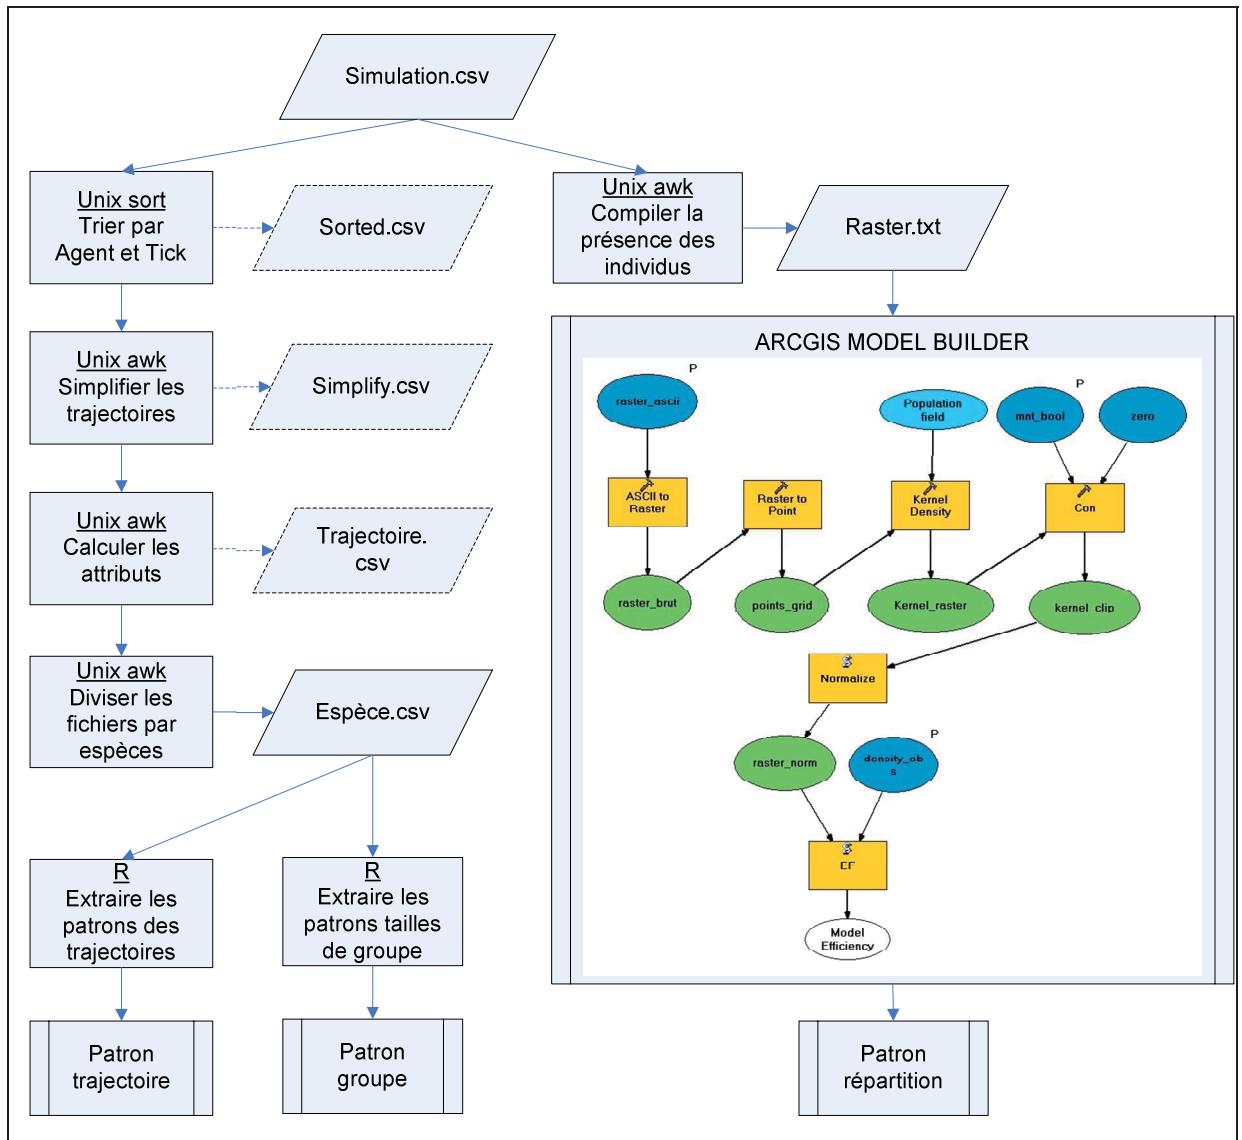 Simulation.csv
Unix sort
Trier par
Agent et Tick
Sorted.csv
Unix awk
Compiler la
présence des
individus
Raster.txt
Unix awk
Simplifier les
trajectoires
Simplify.csv
Unix awk
Calculer les
attributs
Trajectoire.
csv
Unix awk
Diviser les
fichiers par
espèces
Espèce.csv
R
Extraire les
patrons des
trajectoires
R
Extraire les
patrons tailles
de groupe
Patron
trajectoire
Patron
groupe
ARCGIS MODEL BUILDER
P
raster_ascii
Population
field
P
mnt_bool
zero
ASCII to
Raster
Raster to
Point
Kernel
Density
Con
raster_brut
points_grid
Kernel_raster
kernel_clip
Normalize
raster_norm
P
density_ob
s
EF
Model
Efficiency
Patron
répartition